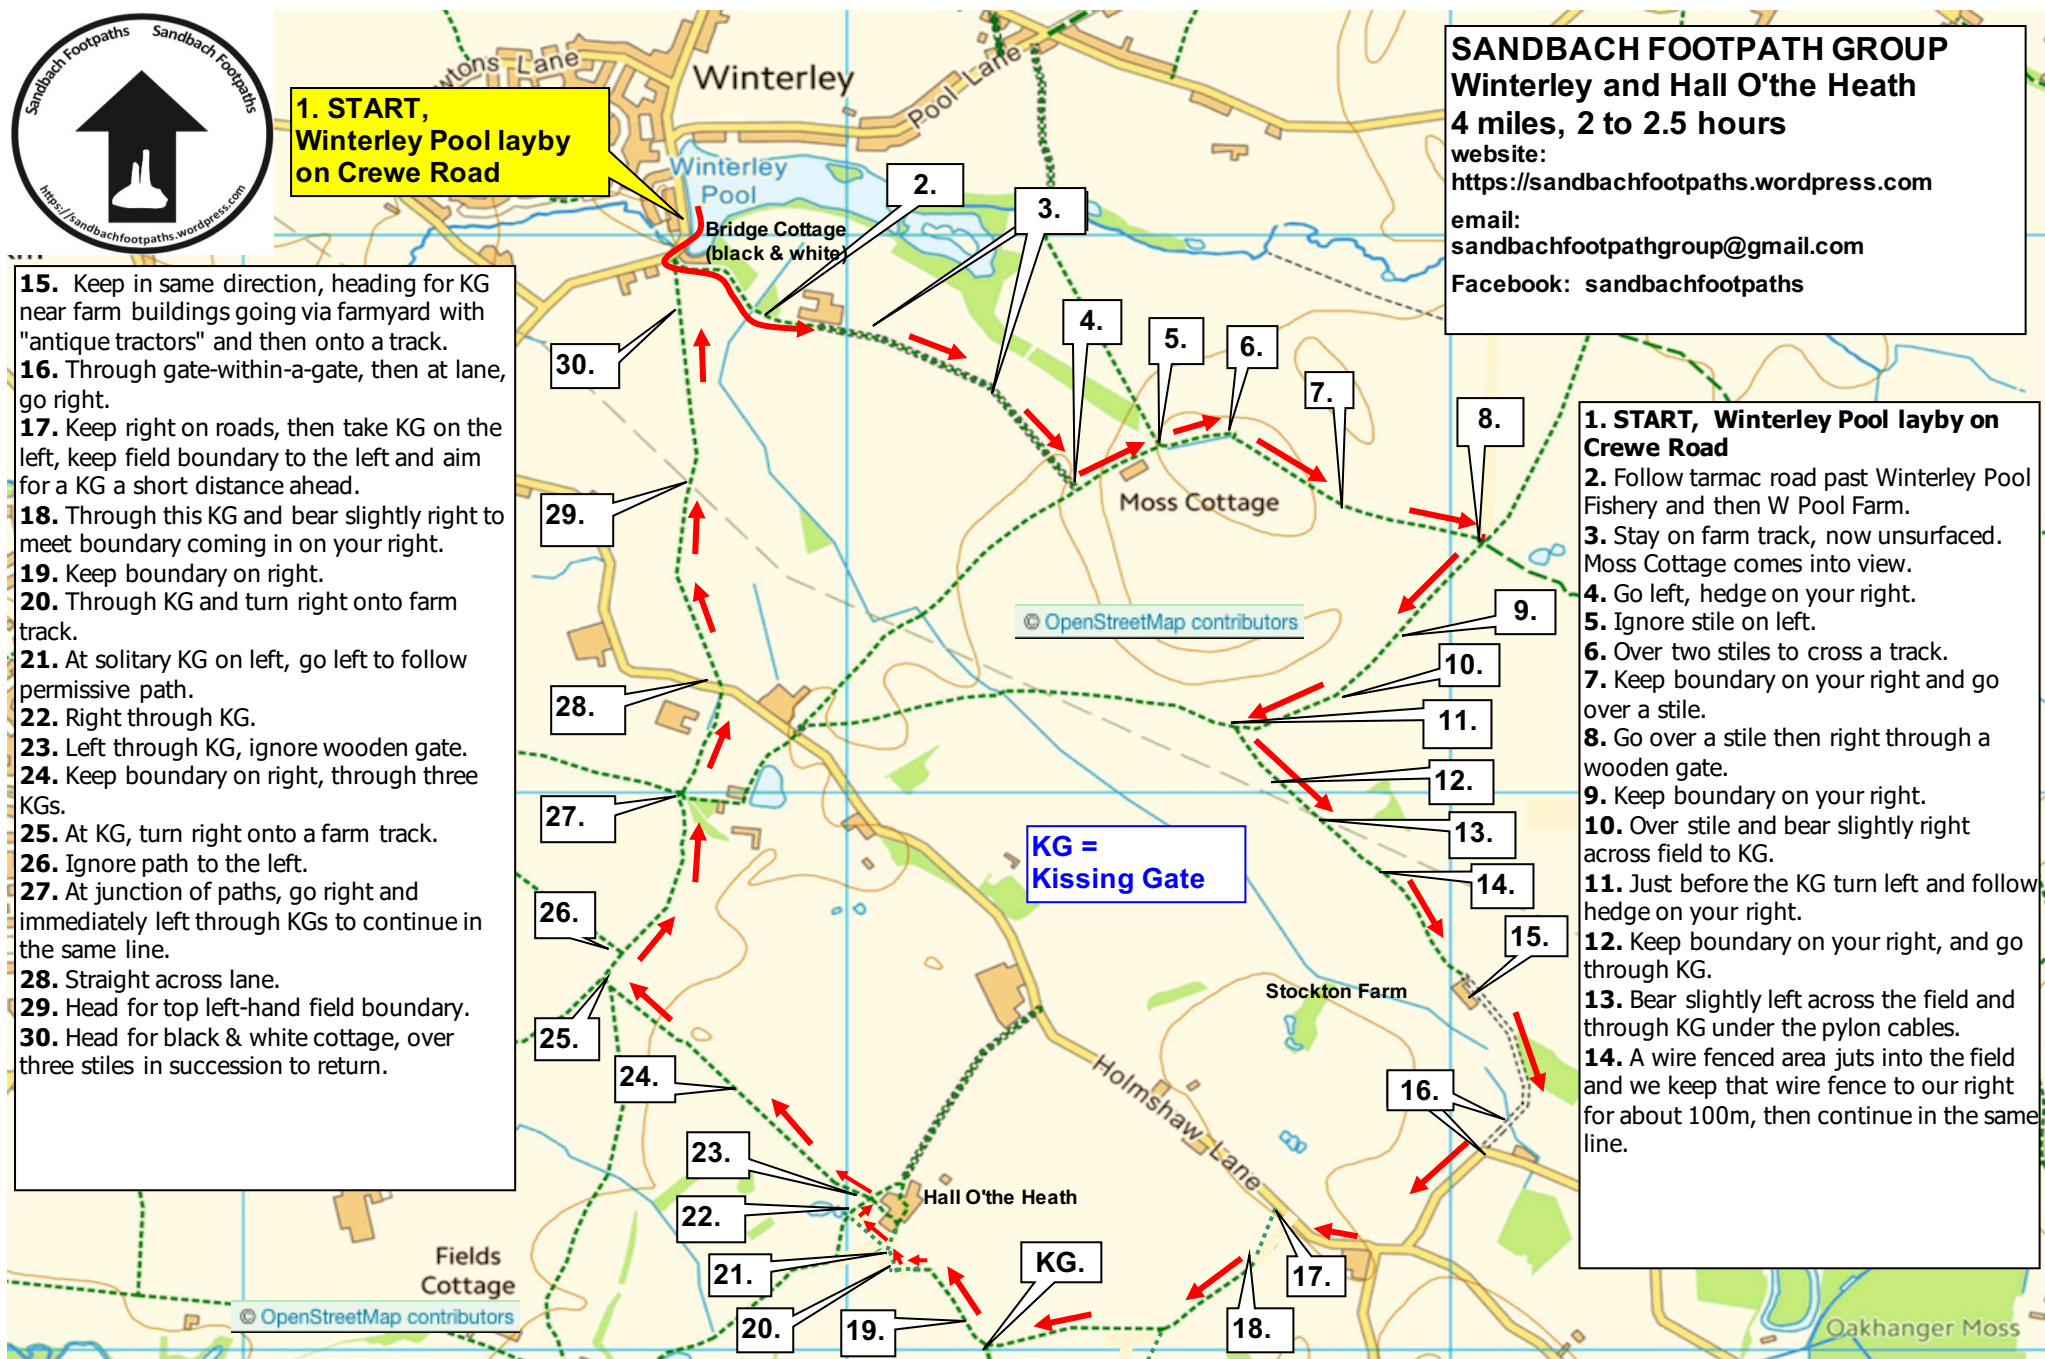 Sandbach Footpaths Sandbach Footpaths
https://sandbachfootpaths.wordpress.com
1. START,
Winterley Pool layby
on Crewe Road
SANDBACH FOOTPATH GROUP
Winterley and Hall O'the Heath
4 miles, 2 to 2.5 hours
website:
https://sandbachfootpaths.wordpress.com
email:
sandbachfootpathgroup@gmail.com
Facebook: sandbachfootpaths
1. START, Winterley Pool layby on
Crewe Road
2. Follow tarmac road past Winterley Pool
Fishery and then W Pool Farm.
3. Stay on farm track, now unsurfaced.
Moss Cottage comes into view.
4. Go left, hedge on your right.
5. Ignore stile on left.
6. Over two stiles to cross a track.
7. Keep boundary on your right and go
over a stile.
8. Go over a stile then right through a
wooden gate.
9. Keep boundary on your right.
10. Over stile and bear slightly right
across field to KG.
11. Just before the KG turn left and follow
hedge on your right.
12. Keep boundary on your right, and go
through KG.
13. Bear slightly left across the field and
through KG under the pylon cables.
14. A wire fenced area juts into the field
and we keep that wire fence to our right
for about 100m, then continue in the same
line.
15. Keep in same direction, heading for KG
near farm buildings going via farmyard with
"antique tractors" and then onto a track.
16. Through gate-within-a-gate, then at lane,
go right.
17. Keep right on roads, then take KG on the
left, keep field boundary to the left and aim
for a KG a short distance ahead.
18. Through this KG and bear slightly right to
meet boundary coming in on your right.
19. Keep boundary on right.
20. Through KG and turn right onto farm
track.
21. At solitary KG on left, go left to follow
permissive path.
22. Right through KG.
23. Left through KG, ignore wooden gate.
24. Keep boundary on right, through three
KGs.
25. At KG, turn right onto a farm track.
26. Ignore path to the left.
27. At junction of paths, go right and
immediately left through KGs to continue in
the same line.
28. Straight across lane.
29. Head for top left-hand field boundary.
30. Head for black & white cottage, over
three stiles in succession to return.
wtons Lane
Winterley
Pool Lane
Winterley
Pool
Bridge Cottage
(black & white)
2.
3.
4.
5.
6.
7.
8.
9.
10.
11.
12.
13.
14.
15.
16.
17.
18.
KG.
19.
20.
21.
22.
23.
24.
25.
26.
27.
28.
29.
30.
Moss Cottage
© OpenStreetMap contributors
KG =
Kissing Gate
Stockton Farm
Holmshaw Lane
Hall O'the Heath
Fields
Cottage
© OpenStreetMap contributors
Oakhanger Moss